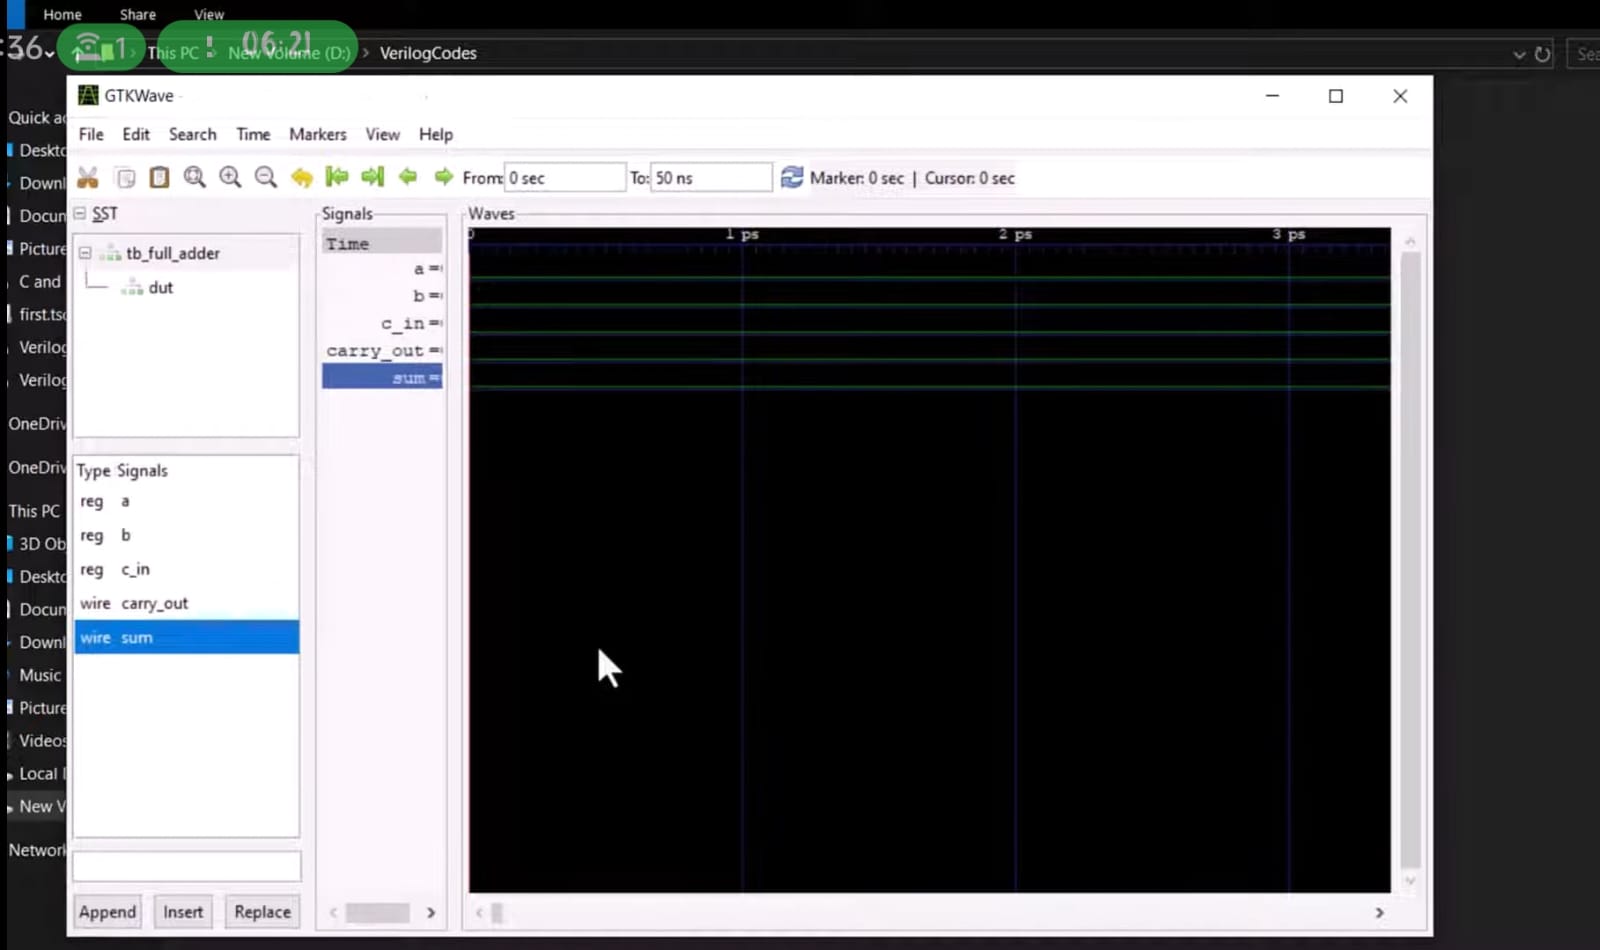 Home Share View
:36 1 06:21
This PC New Volume (D:) VerilogCodes
GTKWave
File Edit Search Time Markers View Help
From: 0 sec To: 50 ns Marker: 0 sec | Cursor: 0 sec
SST
tb_full_adder
dut
Type Signals
reg a
reg b
reg c_in
wire carry_out
wire sum
Append Insert Replace
Signals
Time
a =
b =
c_in =
carry_out =
sum =
Waves
0 1 ps 2 ps 3 ps
Quick ac
Deskto
Downl
Docum
Picture
C and
first.tso
Verilog
Verilog
OneDriv
OneDriv
This PC
3D Ob
Deskto
Docum
Downl
Music
Picture
Videos
Local
New V
Network
Sea